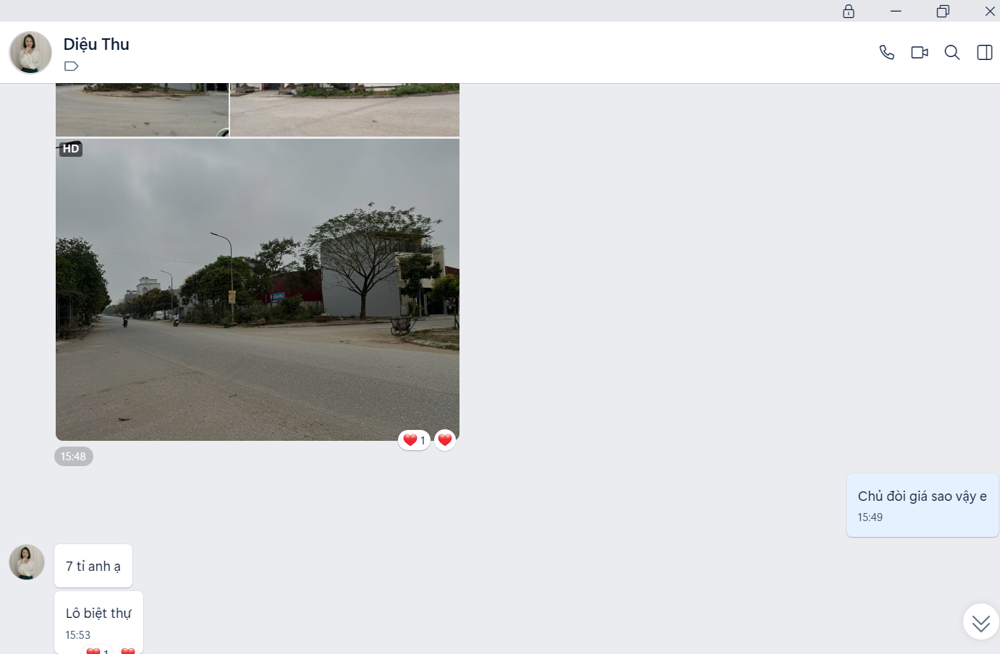 Diệu Thu
HD
1
15:48
Chủ đòi giá sao vậy e
15:49
7 tỉ anh ạ
Lô biệt thự
15:53
1